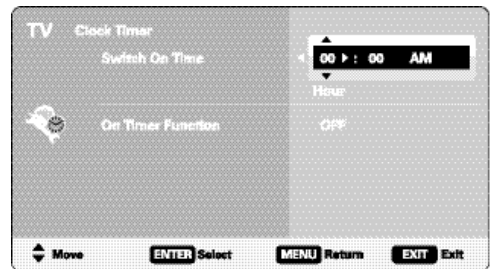 TV Clock Timer
Switch On Time 00 : 00 AM
Hour
On Timer Function OFF
Move ENTER Select MENU Return EXIT Exit